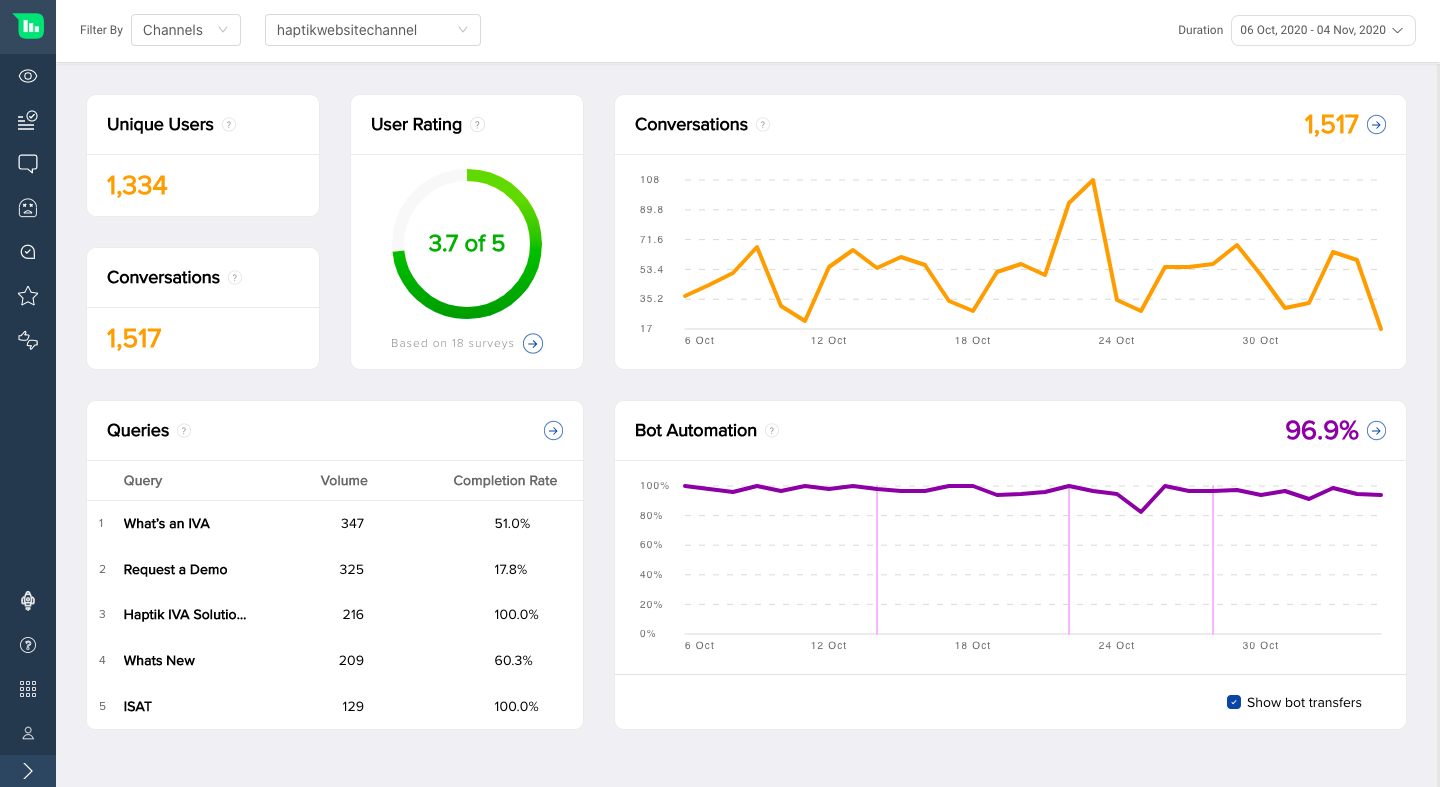 Filter By Channels haptikwebsitechannel Duration 06 Oct, 2020 - 04 Nov, 2020
Unique Users ?
1,334
Conversations ?
1,517
User Rating ?
3.7 of 5
Based on 18 surveys
Conversations ? 1,517
108
89.8
71.6
53.4
35.2
17
6 Oct 12 Oct 18 Oct 24 Oct 30 Oct
Queries ?
Query Volume Completion Rate
1 What's an IVA 347 51.0%
2 Request a Demo 325 17.8%
3 Haptik IVA Solutio... 216 100.0%
4 Whats New 209 60.3%
5 ISAT 129 100.0%
Bot Automation ? 96.9%
100%
80%
60%
40%
20%
0%
6 Oct 12 Oct 18 Oct 24 Oct 30 Oct
Show bot transfers
?